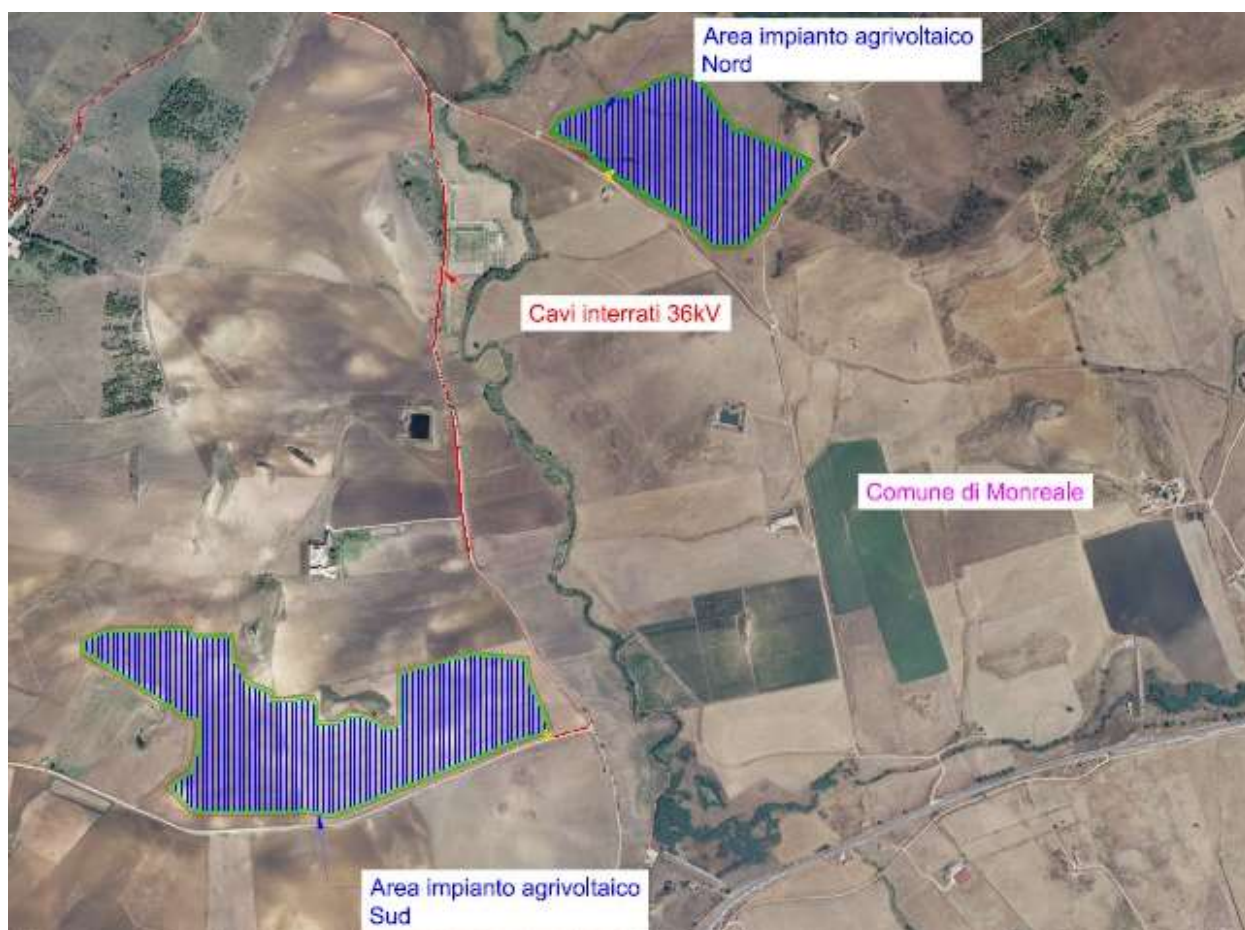 Area impianto agrivoltaico
Nord
Cavi interrati 36kV
Comune di Monreale
Area impianto agrivoltaico
Sud